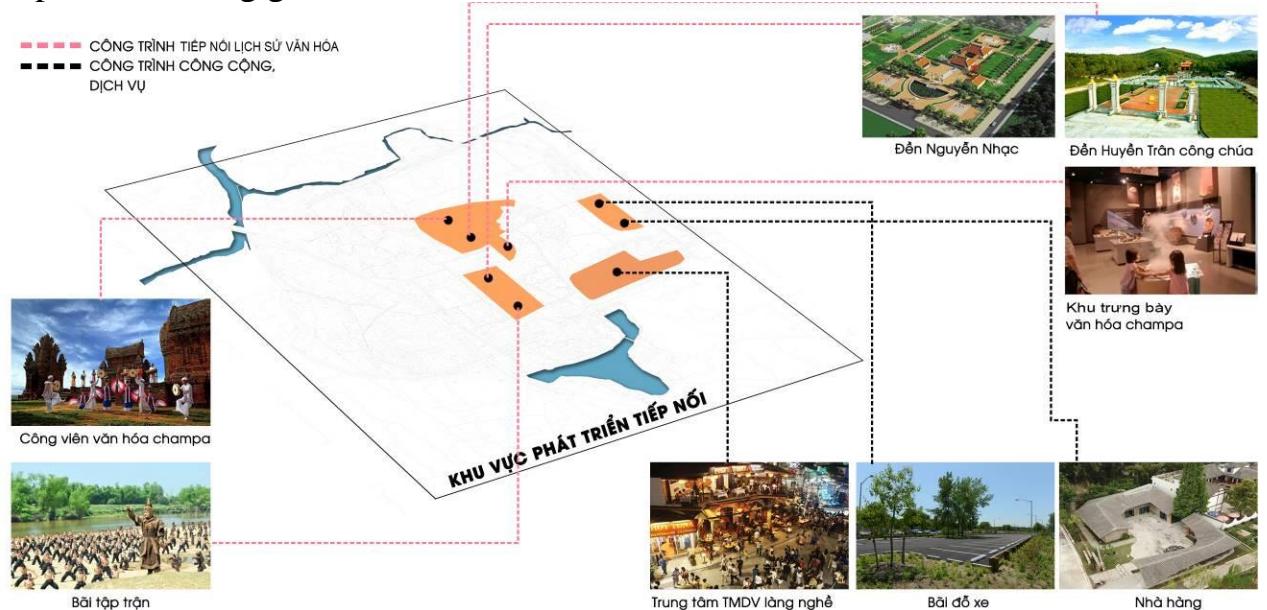 CÔNG TRÌNH TIẾP NỐI LỊCH SỬ VĂN HÓA
CÔNG TRÌNH CÔNG CỘNG,
DỊCH VỤ
Đền Nguyễn Nhạc
Đền Huyền Trân công chúa
Khu trưng bày
văn hóa champa
Công viên văn hóa champa
KHU VỰC PHÁT TRIỂN TIẾP NỐI
Bãi tập trận
Trung tâm TMDV làng nghề
Bãi đỗ xe
Nhà hàng